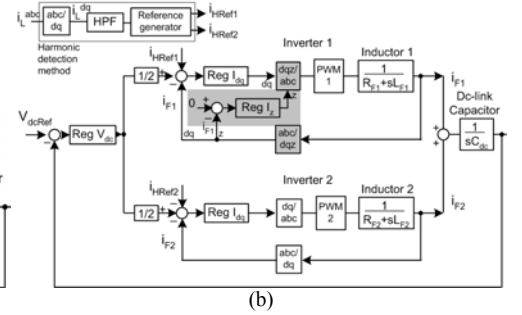 i_L^abc
abc/
dq
i_L^dq
HPF
Reference
generator
i_HRef1
i_HRef2
Harmonic
detection
method
Inverter 1
Inductor 1
i_HRef1
1/2
+
-
Reg I_dq
dq
dqz/
abc
PWM
1
1
R_F1+sL_F1
i_F1
i_F1
0
+
-
Reg I_z
z
i_F1
dq
z
abc/
dqz
Dc-link
Capacitor
+
+
1
sC_dc
V_dcRef
-
Reg V_dc
Inverter 2
Inductor 2
i_HRef2
1/2
+
-
Reg I_dq
dq/
abc
PWM
2
1
R_F2+sL_F2
i_F2
i_F2
abc/
dq
r
(b)